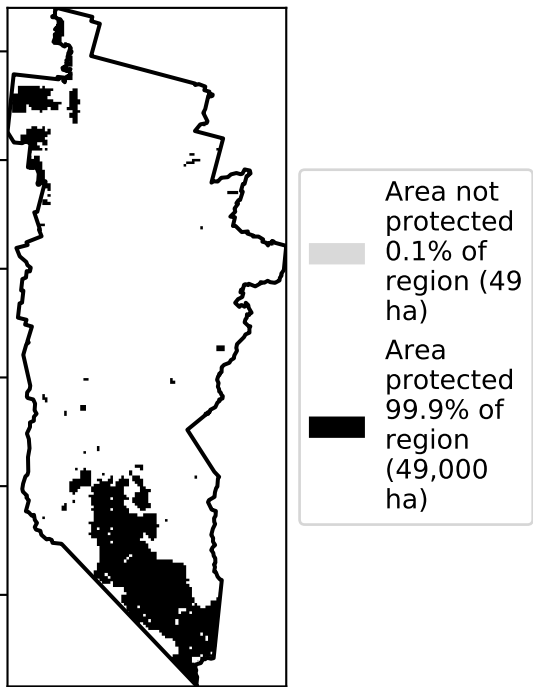 Area not
protected
0.1% of
region (49
ha)
Area
protected
99.9% of
region
(49,000
ha)